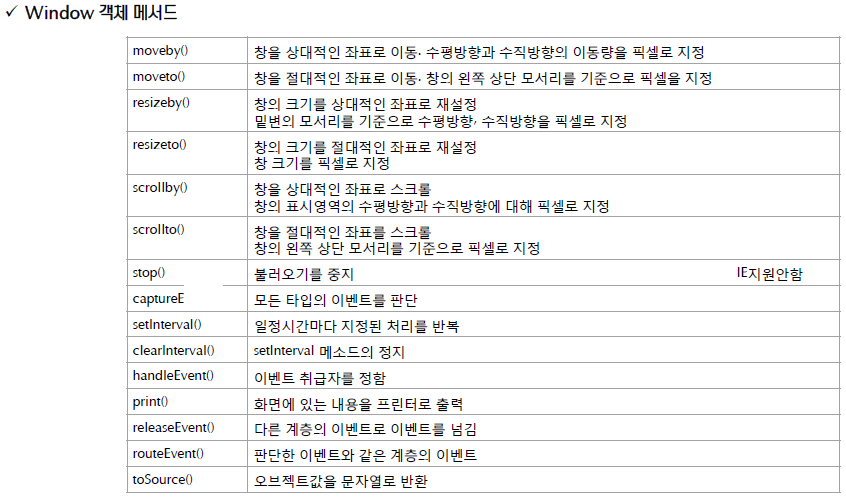 ✓ Window 객체 메서드
moveby() 창을 상대적인 좌표로 이동. 수평방향과 수직방향의 이동량을 픽셀로 지정
moveto() 창을 절대적인 좌표로 이동. 창의 왼쪽 상단 모서리를 기준으로 픽셀을 지정
resizeby() 창의 크기를 상대적인 좌표로 재설정
밑변의 모서리를 기준으로 수평방향, 수직방향을 픽셀로 지정
resizeto() 창의 크기를 절대적인 좌표로 재설정
창 크기를 픽셀로 지정
scrollby() 창을 상대적인 좌표로 스크롤
창의 표시영역의 수평방향과 수직방향에 대해 픽셀로 지정
scrollto() 창을 절대적인 좌표를 스크롤
창의 왼쪽 상단 모서리를 기준으로 픽셀로 지정
stop() 불러오기를 중지 IE지원안함
captureE 모든 타입의 이벤트를 판단
setInterval() 일정시간마다 지정된 처리를 반복
clearInterval() setInterval 메소드의 정지
handleEvent() 이벤트 취급자를 정함
print() 화면에 있는 내용을 프린터로 출력
releaseEvent() 다른 계층의 이벤트로 이벤트를 넘김
routeEvent() 판단한 이벤트와 같은 계층의 이벤트
toSource() 오브젝트값을 문자열로 반환